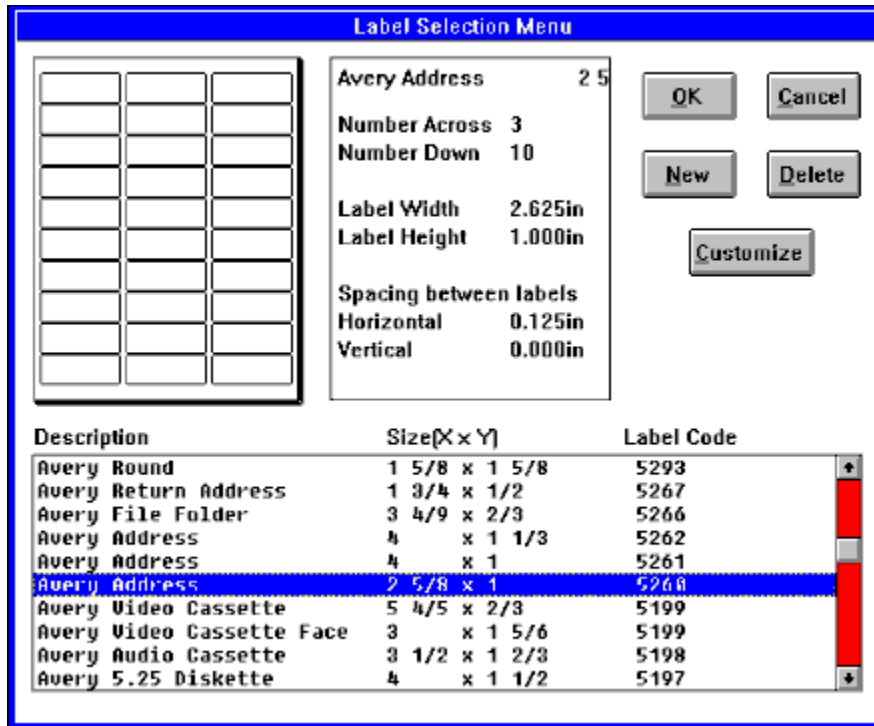 Label Selection Menu
Avery Address 2 5
Number Across 3
Number Down 10
Label Width 2.625in
Label Height 1.000in
Spacing between labels
Horizontal 0.125in
Vertical 0.000in
OK Cancel
New Delete
Customize
Description Size(X x Y) Label Code
Avery Round 1 5/8 x 1 5/8 5293
Avery Return Address 1 3/4 x 1/2 5267
Avery File Folder 3 4/9 x 2/3 5266
Avery Address 4 x 1 1/3 5262
Avery Address 4 x 1 5261
Avery Address 2 5/8 x 1 5260
Avery Video Cassette 5 4/5 x 2/3 5199
Avery Video Cassette Face 3 x 1 5/6 5199
Avery Audio Cassette 3 1/2 x 1 2/3 5198
Avery 5.25 Diskette 4 x 1 1/2 5197